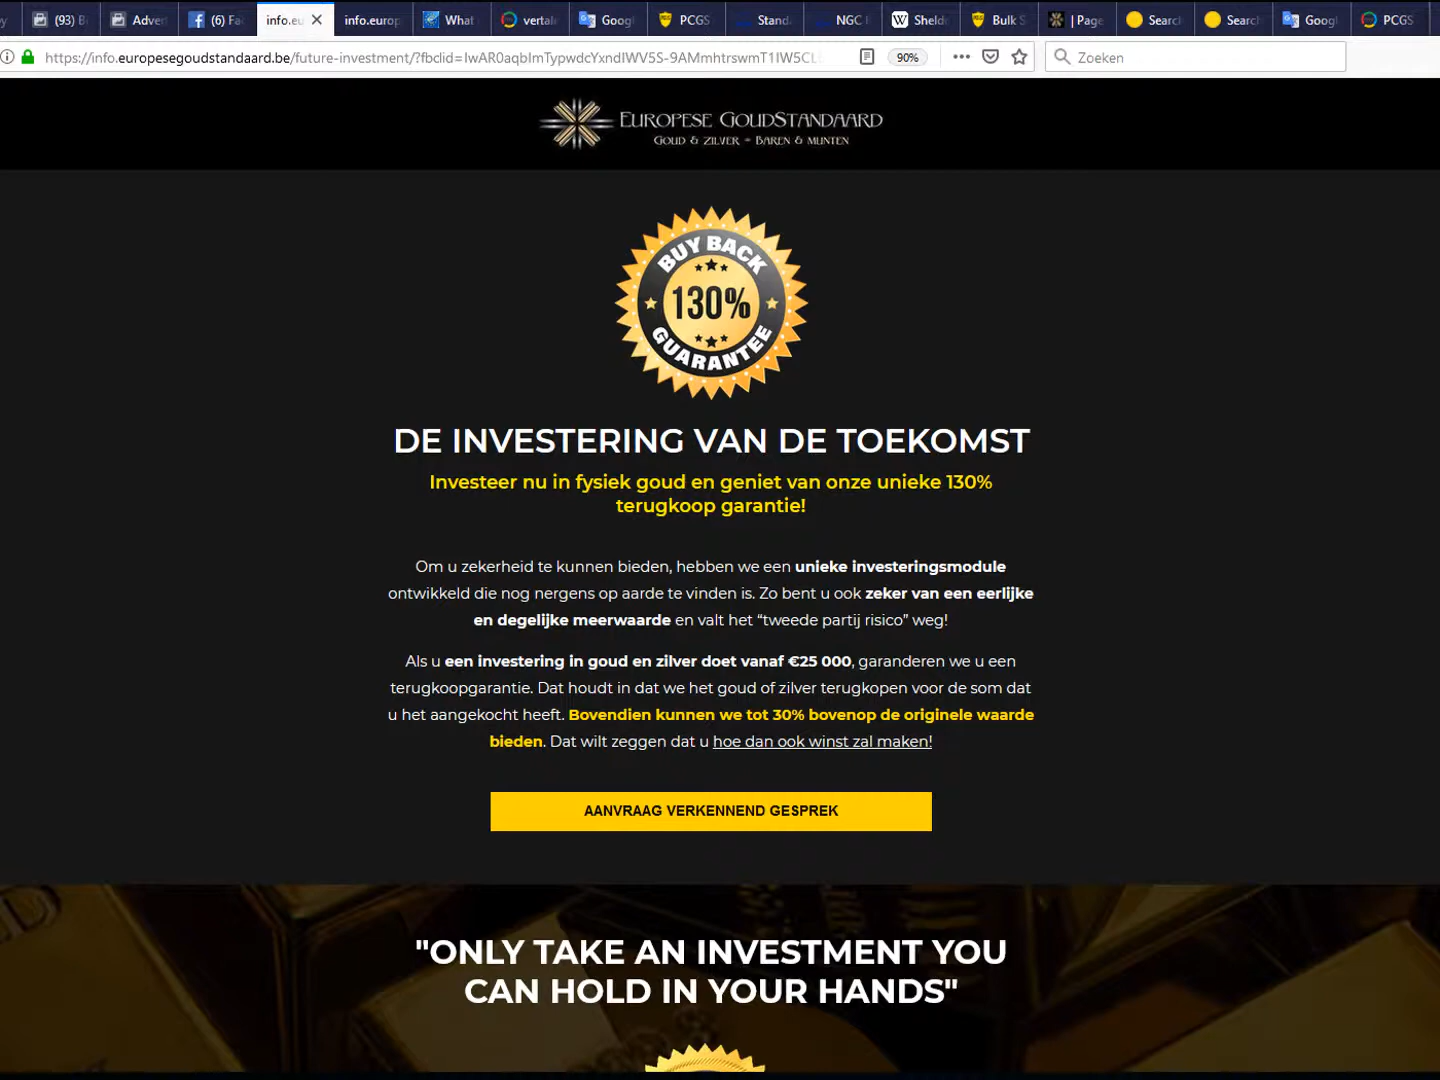 (93) B
Adver
(6) Fa
info.eu
info.europ
What
vertal
Googl
PCGS
Stand
NGC
Sheld
Bulk S
| Page
Searc
Searc
Googl
PCGS
https://info.europesegoudstandaard.be/future-investment/?fbclid=IwAR0aqbImTypwdcYxndIWV5S-9AMmhtrswmT1IW5CL
90%
Zoeken
EUROPESE GOUDSTANDAARD
GOUD & ZILVER - BAREN & MUNTEN
BUY BACK
130%
GUARANTEE
DE INVESTERING VAN DE TOEKOMST
Investeer nu in fysiek goud en geniet van onze unieke 130%
terugkoop garantie!
Om u zekerheid te kunnen bieden, hebben we een unieke investeringsmodule
ontwikkeld die nog nergens op aarde te vinden is. Zo bent u ook zeker van een eerlijke
en degelijke meerwaarde en valt het “tweede partij risico” weg!
Als u een investering in goud en zilver doet vanaf €25 000, garanderen we u een
terugkoopgarantie. Dat houdt in dat we het goud of zilver terugkopen voor de som dat
u het aangekocht heeft. Bovendien kunnen we tot 30% bovenop de originele waarde
bieden. Dat wilt zeggen dat u hoe dan ook winst zal maken!
AANVRAAG VERKENNEND GESPREK
"ONLY TAKE AN INVESTMENT YOU
CAN HOLD IN YOUR HANDS"